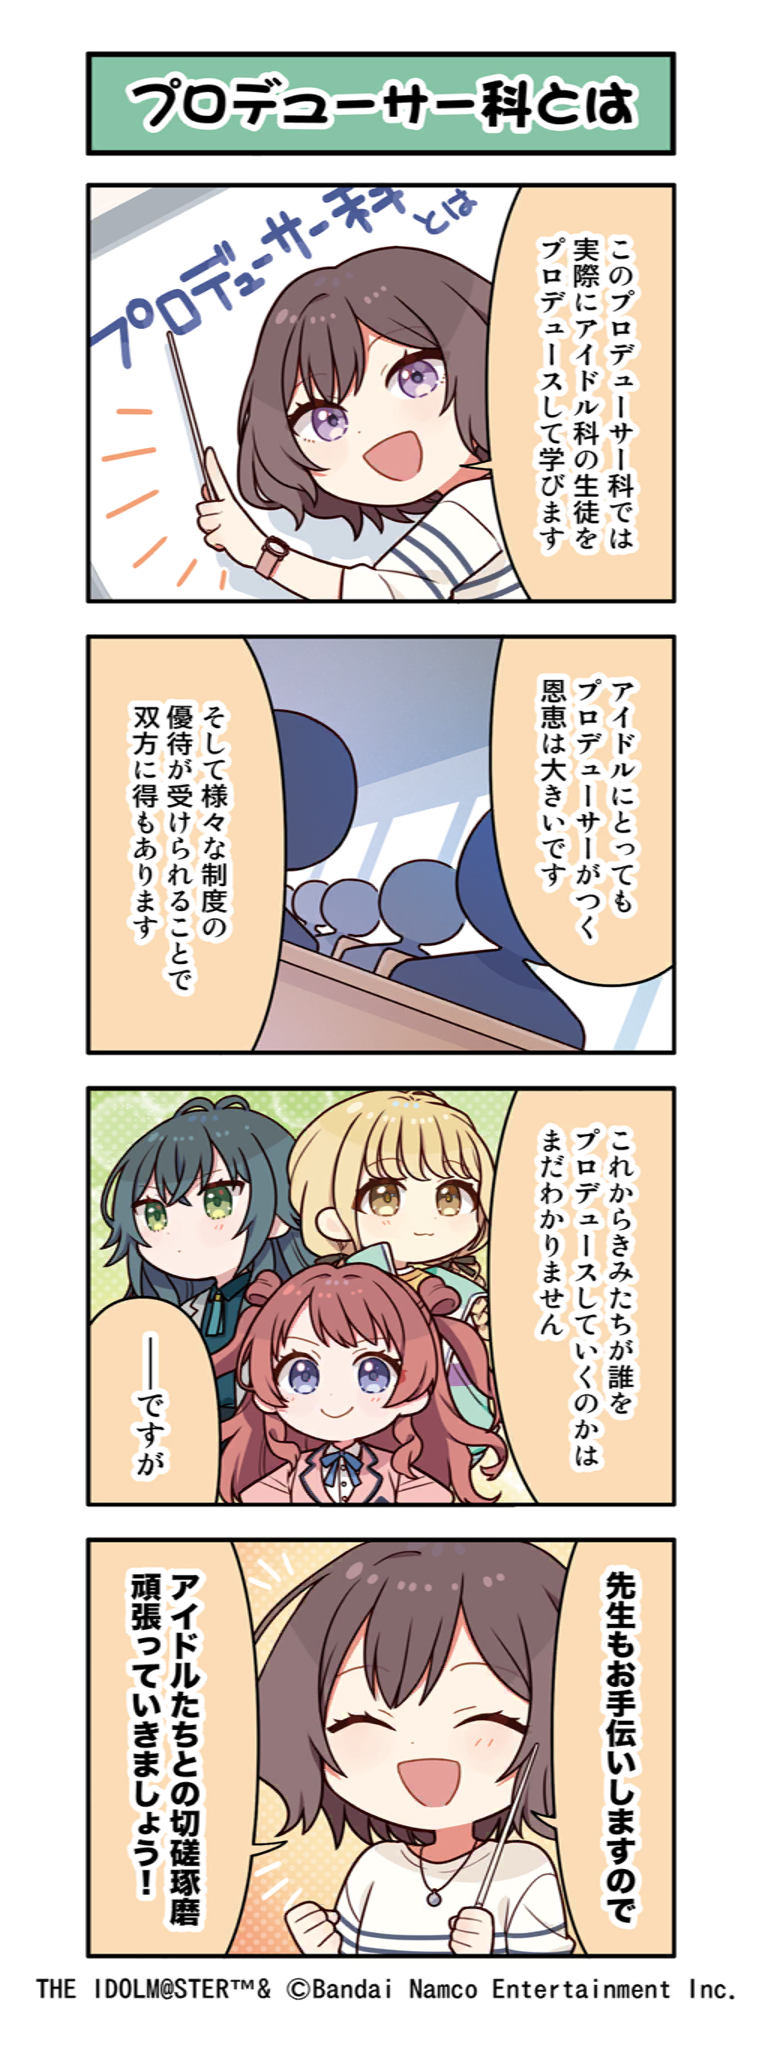 プロデューサー科とは
プロデューサー科
とは
このプロデューサー科では
実際にアイドル科の生徒を
プロデュースして学びます
アイドルにとっても
プロデューサーがつく
恩恵は大きいです
そして様々な制度の
優待が受けられることで
双方に得もあります
これからきみたちが誰を
プロデュースしていくのかは
まだわかりません
──ですが
先生もお手伝いしますので
アイドルたちとの切磋琢磨
頑張っていきましょう！
THE IDOLM@STER™& ©Bandai Namco Entertainment Inc.